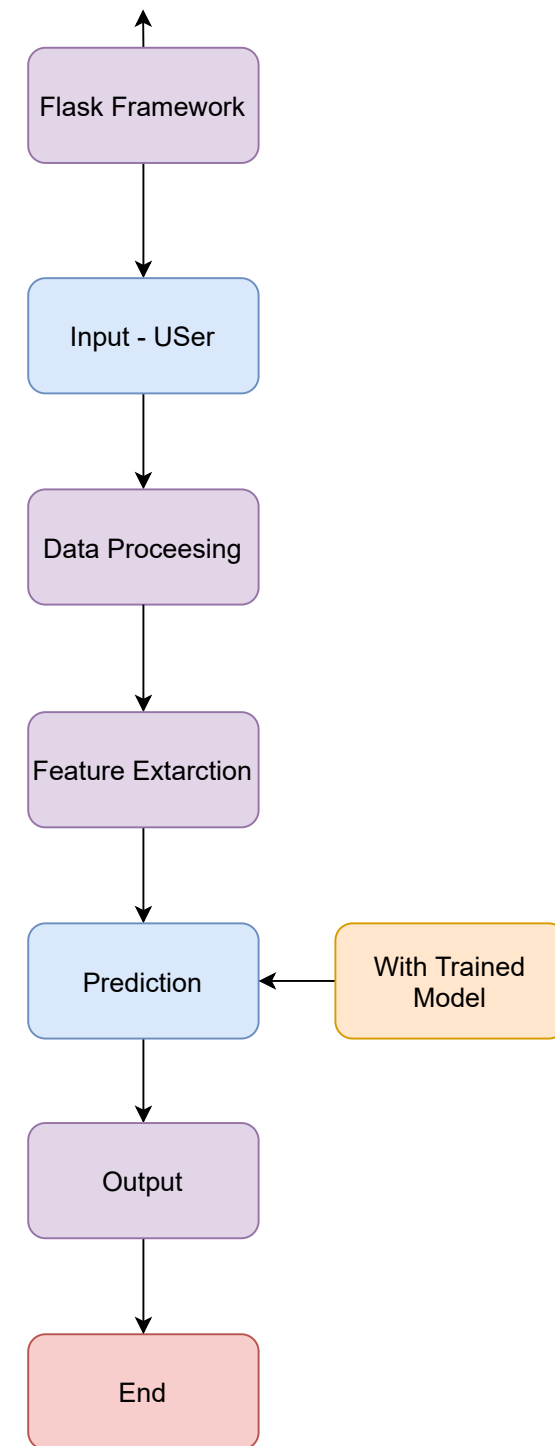 Flask Framework
Input - USer
Data Proceesing
Feature Extarction
Prediction
With Trained
Model
Output
End